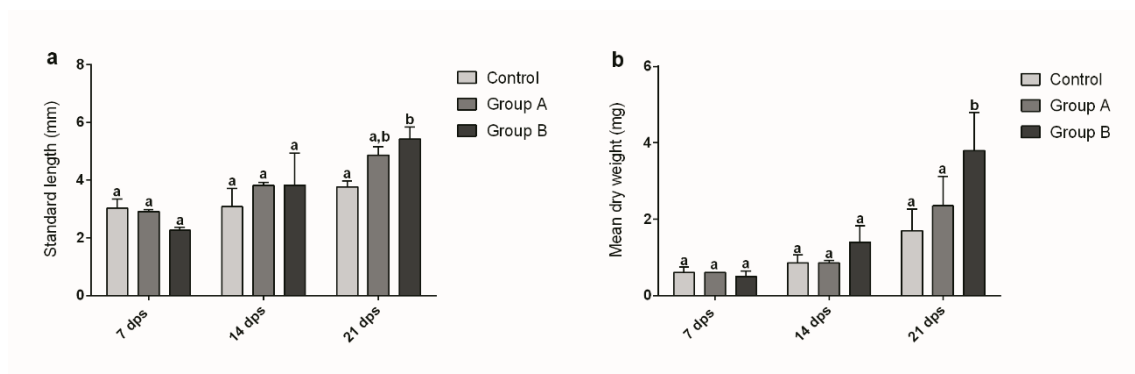 a
Standard length (mm)
8
6
4
2
0
a a a
a a a
a a,b b
7 dps 14 dps 21 dps
Control
Group A
Group B
b
Mean dry weight (mg)
6
4
2
0
a a a
a a a
a a b
7 dps 14 dps 21 dps
Control
Group A
Group B